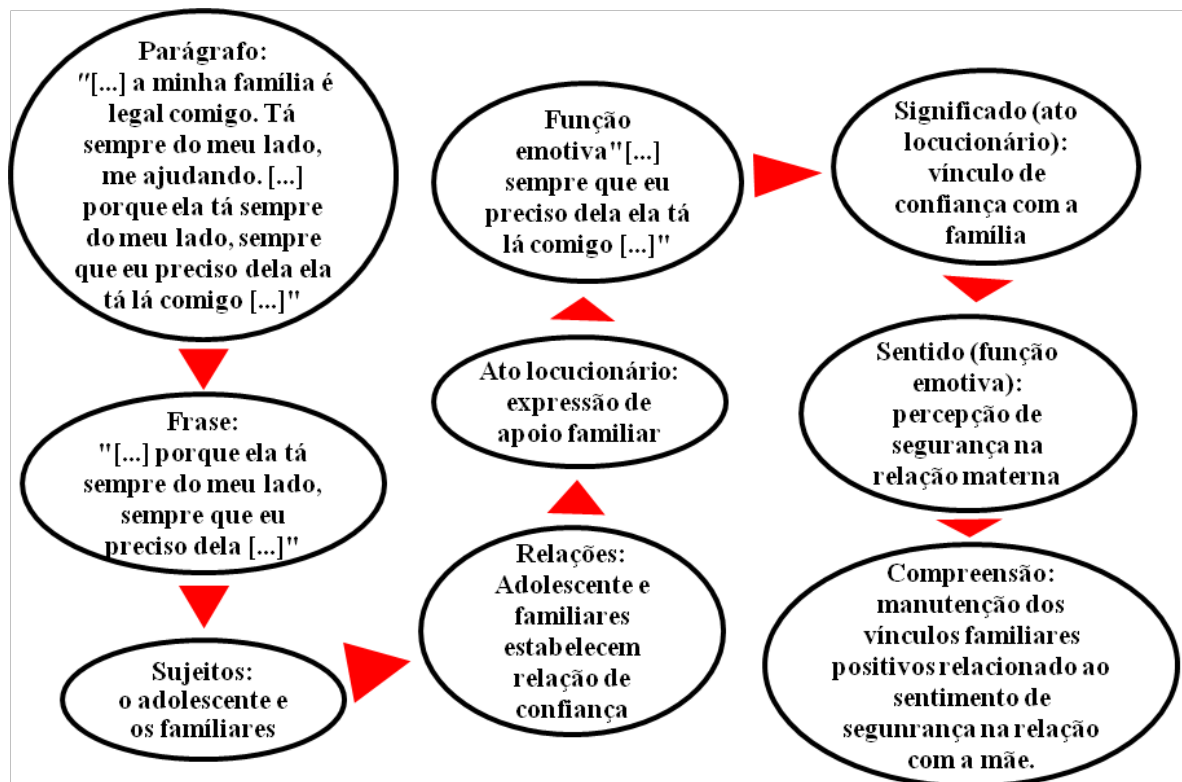 Parágrafo:
"[...] a minha família é
legal comigo. Tá
sempre do meu lado,
me ajudando. [...]
porque ela tá sempre
do meu lado, sempre
que eu preciso dela ela
tá lá comigo [...]"
Frase:
"[...] porque ela tá
sempre do meu lado,
sempre que eu
preciso dela [...]"
Sujeitos:
o adolescente e
os famíliares
Relações:
Adolescente e
familiares
estabelecem
relação de
confiança
Ato locucionário:
expressão de
apoio familiar
Função
emotiva"[...]
sempre que eu
preciso dela ela tá
lá comigo [...]"
Significado (ato
locucionário):
vínculo de
confiança com a
família
Sentido (função
emotiva):
percepção de
segurança na
relação materna
Compreensão:
manutenção dos
vínculos familiares
positivos relacionado ao
sentimento de
segunrança na relação
com a mãe.